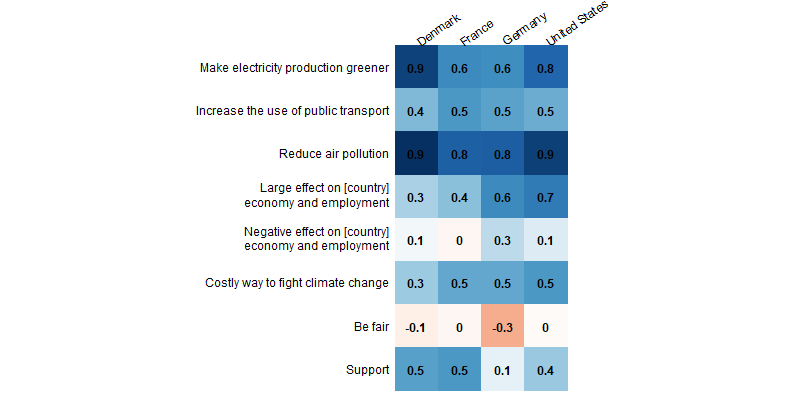 Denmark France Germany United States
Make electricity production greener 0.9 0.6 0.6 0.8
Increase the use of public transport 0.4 0.5 0.5 0.5
Reduce air pollution 0.9 0.8 0.8 0.9
Large effect on [country]
economy and employment 0.3 0.4 0.6 0.7
Negative effect on [country]
economy and employment 0.1 0 0.3 0.1
Costly way to fight climate change 0.3 0.5 0.5 0.5
Be fair -0.1 0 -0.3 0
Support 0.5 0.5 0.1 0.4